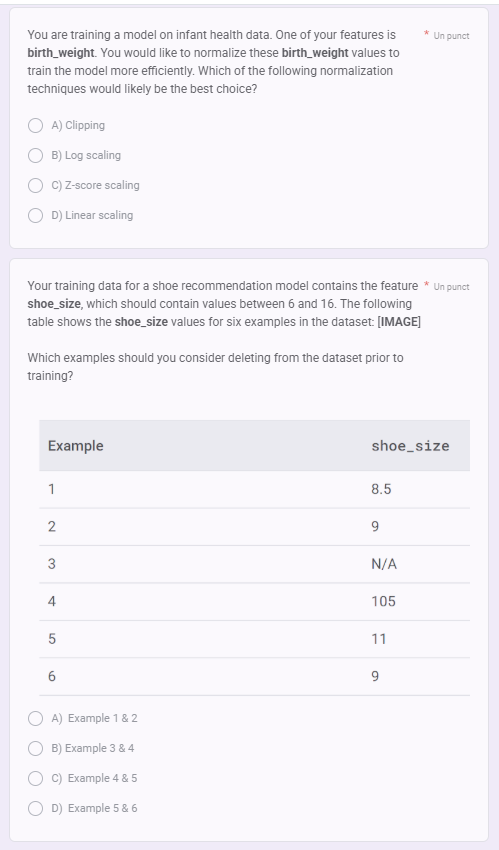 You are training a model on infant health data. One of your features is * Un punct
birth_weight. You would like to normalize these birth_weight values to
train the model more efficiently. Which of the following normalization
techniques would likely be the best choice?
A) Clipping
B) Log scaling
C) Z-score scaling
D) Linear scaling
Your training data for a shoe recommendation model contains the feature * Un punct
shoe_size, which should contain values between 6 and 16. The following
table shows the shoe_size values for six examples in the dataset: [IMAGE]
Which examples should you consider deleting from the dataset prior to
training?
Example shoe_size
1 8.5
2 9
3 N/A
4 105
5 11
6 9
A) Example 1 & 2
B) Example 3 & 4
C) Example 4 & 5
D) Example 5 & 6